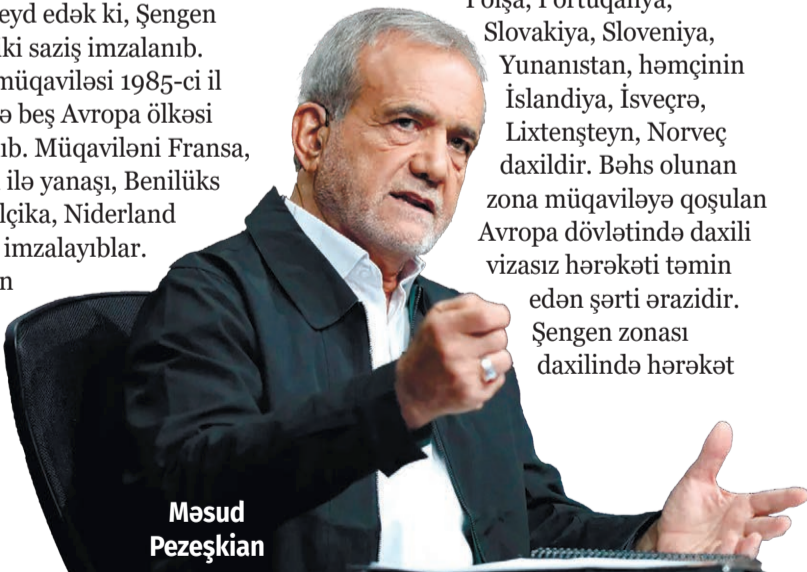 eyd edək ki, Şengen
ki saziş imzalanıb.
müqaviləsi 1985-ci il
ə beş Avropa ölkəsi
ıb. Müqaviləni Fransa,
ilə yanaşı, Benilüks
lçika, Niderland
imzalayıblar.
n
Polşa, Portuqaliya,
Slovakiya, Sloveniya,
Yunanıstan, həmçinin
İslandiya, İsveçrə,
Lixtenşteyn, Norveç
daxildir. Bəhs olunan
zona müqaviləyə qoşulan
Avropa dövlətində daxili
vizasız hərəkəti təmin
edən şərti ərazidir.
Şengen zonası
daxilində hərəkət
Məsud
Pezeşkian